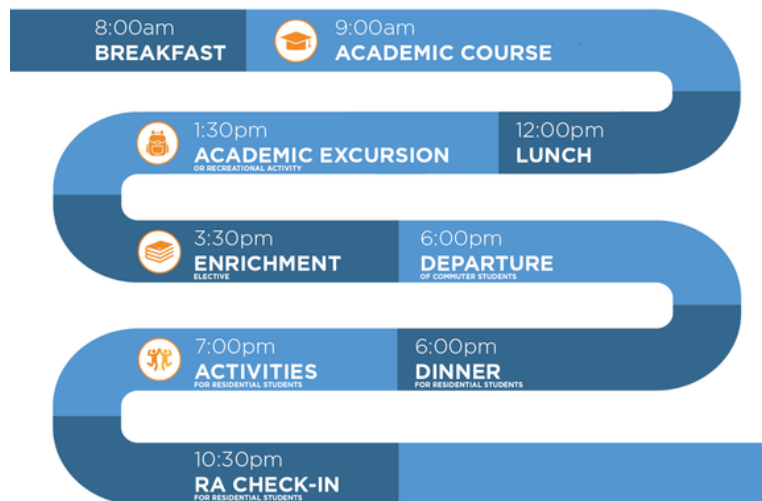 8:00am
BREAKFAST
9:00am
ACADEMIC COURSE
12:00pm
LUNCH
1:30pm
ACADEMIC EXCURSION
OR RECREATIONAL ACTIVITY
3:30pm
ENRICHMENT
ELECTIVE
6:00pm
DEPARTURE
OF COMMUTER STUDENTS
6:00pm
DINNER
FOR RESIDENTIAL STUDENTS
7:00pm
ACTIVITIES
FOR RESIDENTIAL STUDENTS
10:30pm
RA CHECK-IN
FOR RESIDENTIAL STUDENTS